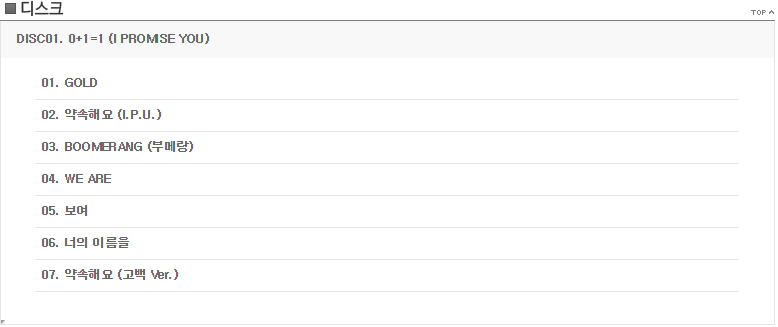 디스크
TOP
DISC01. 0+1=1 (I PROMISE YOU)
01. GOLD
02. 약속해요 (I.P.U.)
03. BOOMERANG (부메랑)
04. WE ARE
05. 보여
06. 너의 이름을
07. 약속해요 (고백 Ver.)